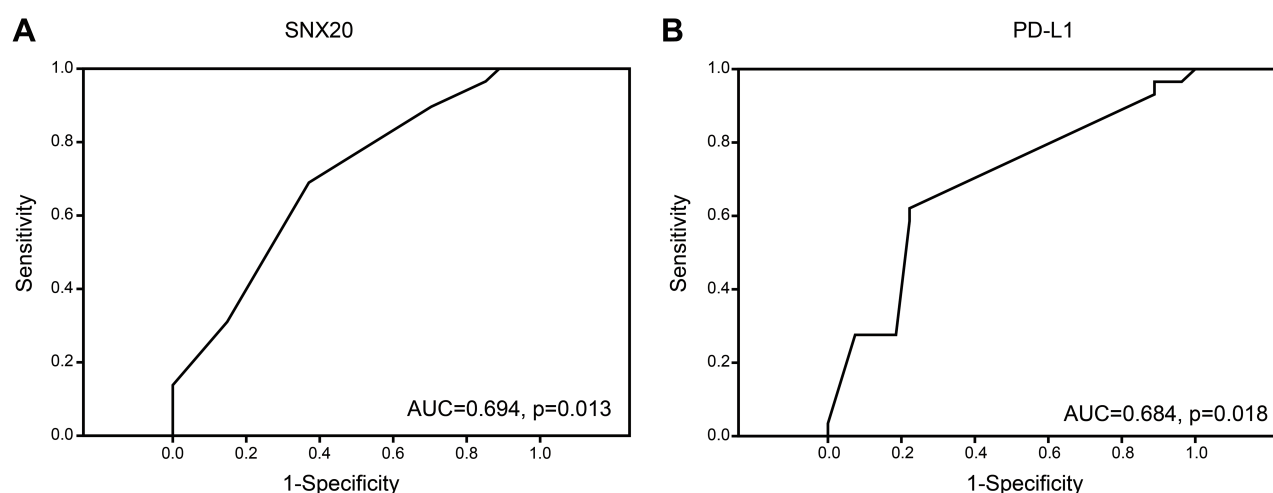 A
SNX20
1.0
0.8
0.6
0.4
0.2
0.0
Sensitivity
AUC=0.694, p=0.013
0.0 0.2 0.4 0.6 0.8 1.0
1-Specificity
B
PD-L1
1.0
0.8
0.6
0.4
0.2
0.0
Sensitivity
AUC=0.684, p=0.018
0.0 0.2 0.4 0.6 0.8 1.0
1-Specificity